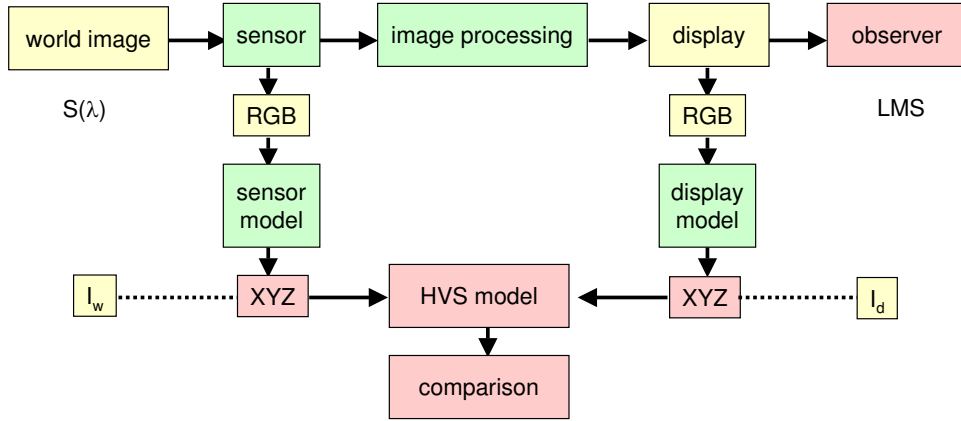 world image
sensor
image processing
display
observer
S(λ)
RGB
RGB
LMS
sensor
model
display
model
I_w
XYZ
HVS model
XYZ
I_d
comparison